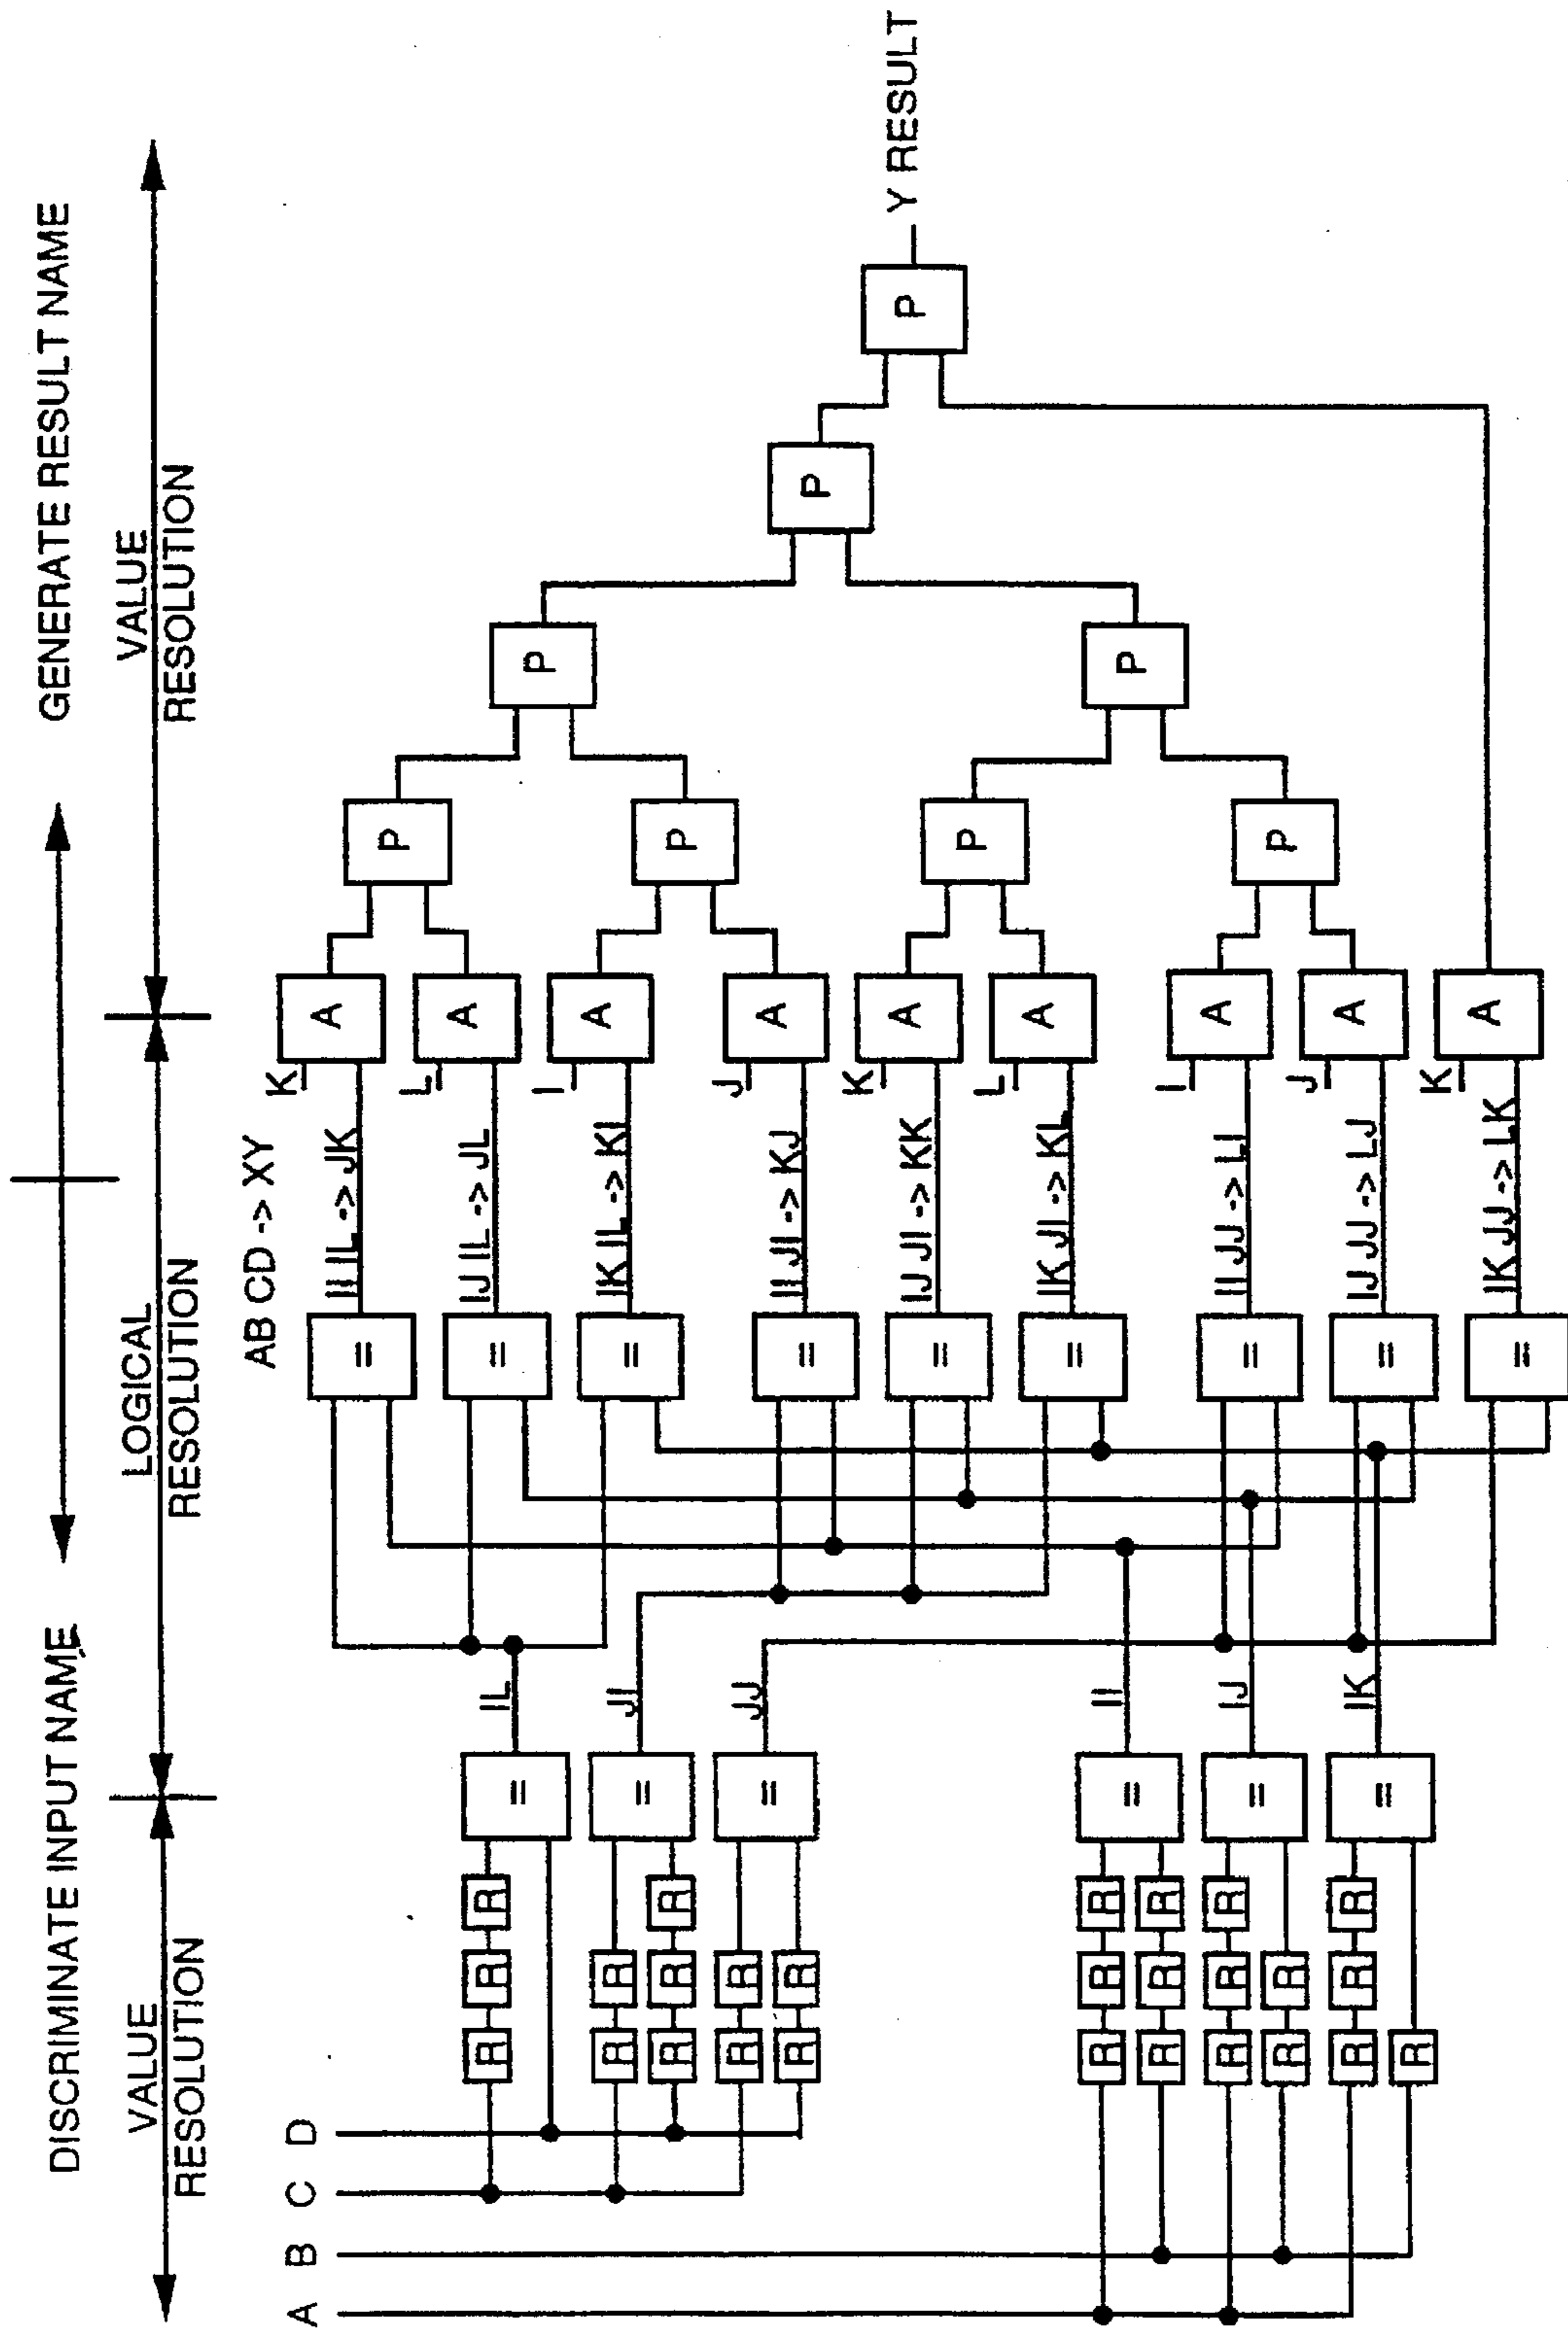 DISCRIMINATE INPUT NAME
GENERATE RESULT NAME
VALUE
RESOLUTION
LOGICAL
RESOLUTION
VALUE
RESOLUTION
AB CD -> XY
A B C D
K
= II IL -> JK A
P
L
= IJ IL -> JL A
R R R = IL
I
P
= IK IL -> KI A
R R = JI
R R R
P
J
R R = JJ
R R
= II JI -> KJ A
P
K
P Y RESULT
= IJ JI -> KK A
P
L
= IK JI -> KL A
R R R = II
P
R R R
I
R R R = IJ
= II JJ -> LI A
R R
P
J
R R R = IK
= IJ JJ -> LJ A
R
K
= IK JJ -> LK A